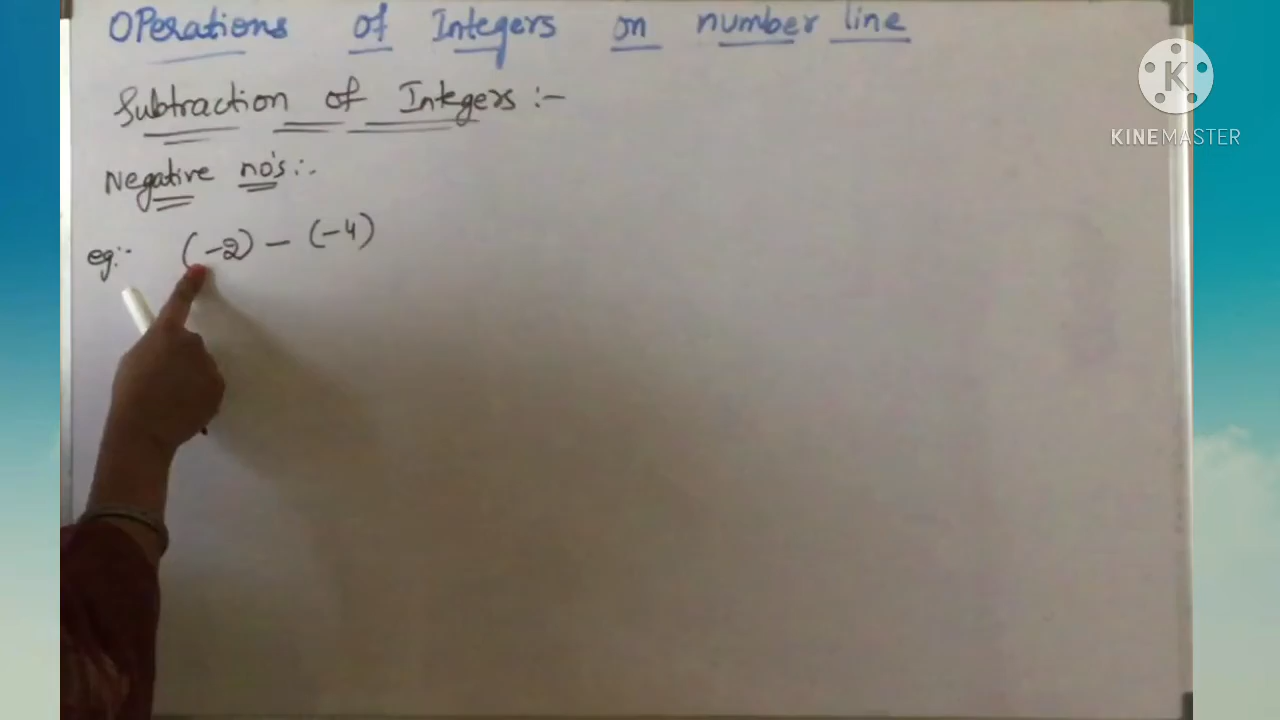 OPerations of Integers on number line
Subtraction of Integers :-
Negative no's :-
eg:- (-2) - (-4)
K
KINEMASTER